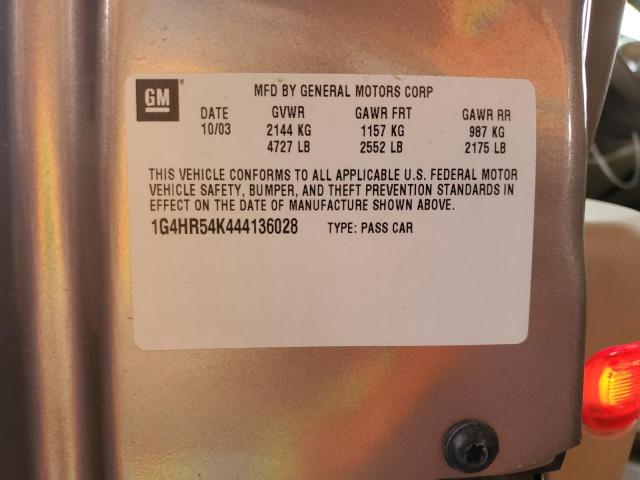 GM®
MFD BY GENERAL MOTORS CORP
DATE GVWR GAWR FRT GAWR RR
10/03 2144 KG 1157 KG 987 KG
4727 LB 2552 LB 2175 LB
THIS VEHICLE CONFORMS TO ALL APPLICABLE U.S. FEDERAL MOTOR
VEHICLE SAFETY, BUMPER, AND THEFT PREVENTION STANDARDS IN
EFFECT ON THE DATE OF MANUFACTURE SHOWN ABOVE.
1G4HR54K444136028 TYPE: PASS CAR